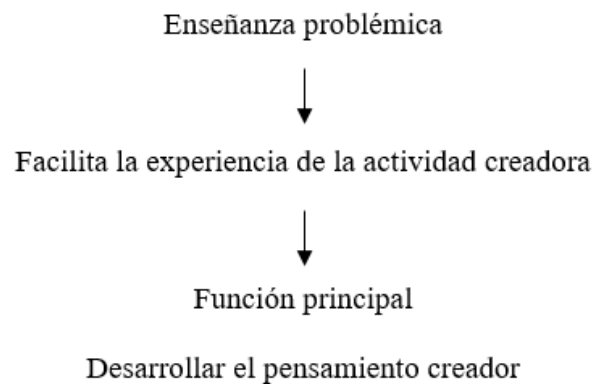 Enseñanza problémica
Facilita la experiencia de la actividad creadora
Función principal
Desarrollar el pensamiento creador